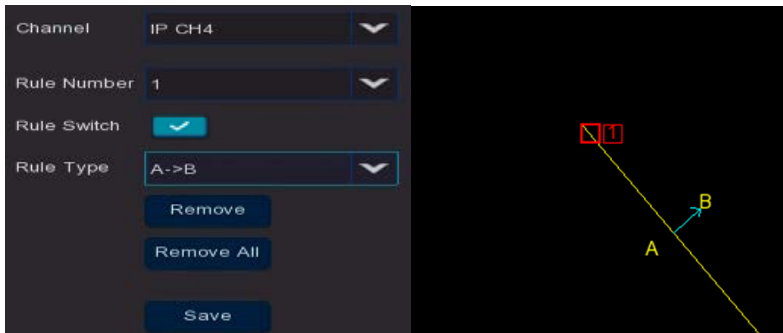 Channel IP CH4
Rule Number 1
Rule Switch
Rule Type A->B
Remove
Remove All
Save
1
B
A